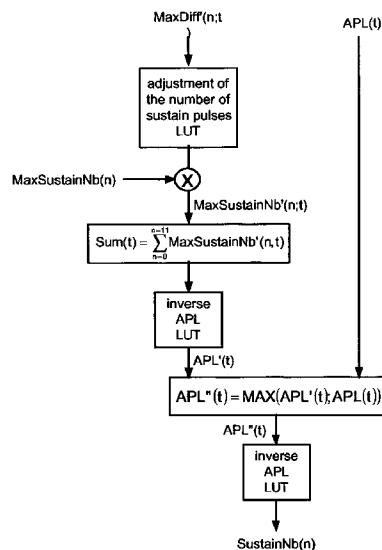 MaxDiff'(n;t
)
APL(t)
adjustment of
the number of
sustain pulses
LUT
MaxSustainNb(n)
X
MaxSustainNb'(n;t)
Sum(t) = ∑ n=0 n-11 MaxSustainNb'(n,t)
inverse
APL
LUT
APL'(t)
APL"(t) = MAX(APL'(t);APL(t))
APL"(t)
inverse
APL
LUT
SustainNb(n)